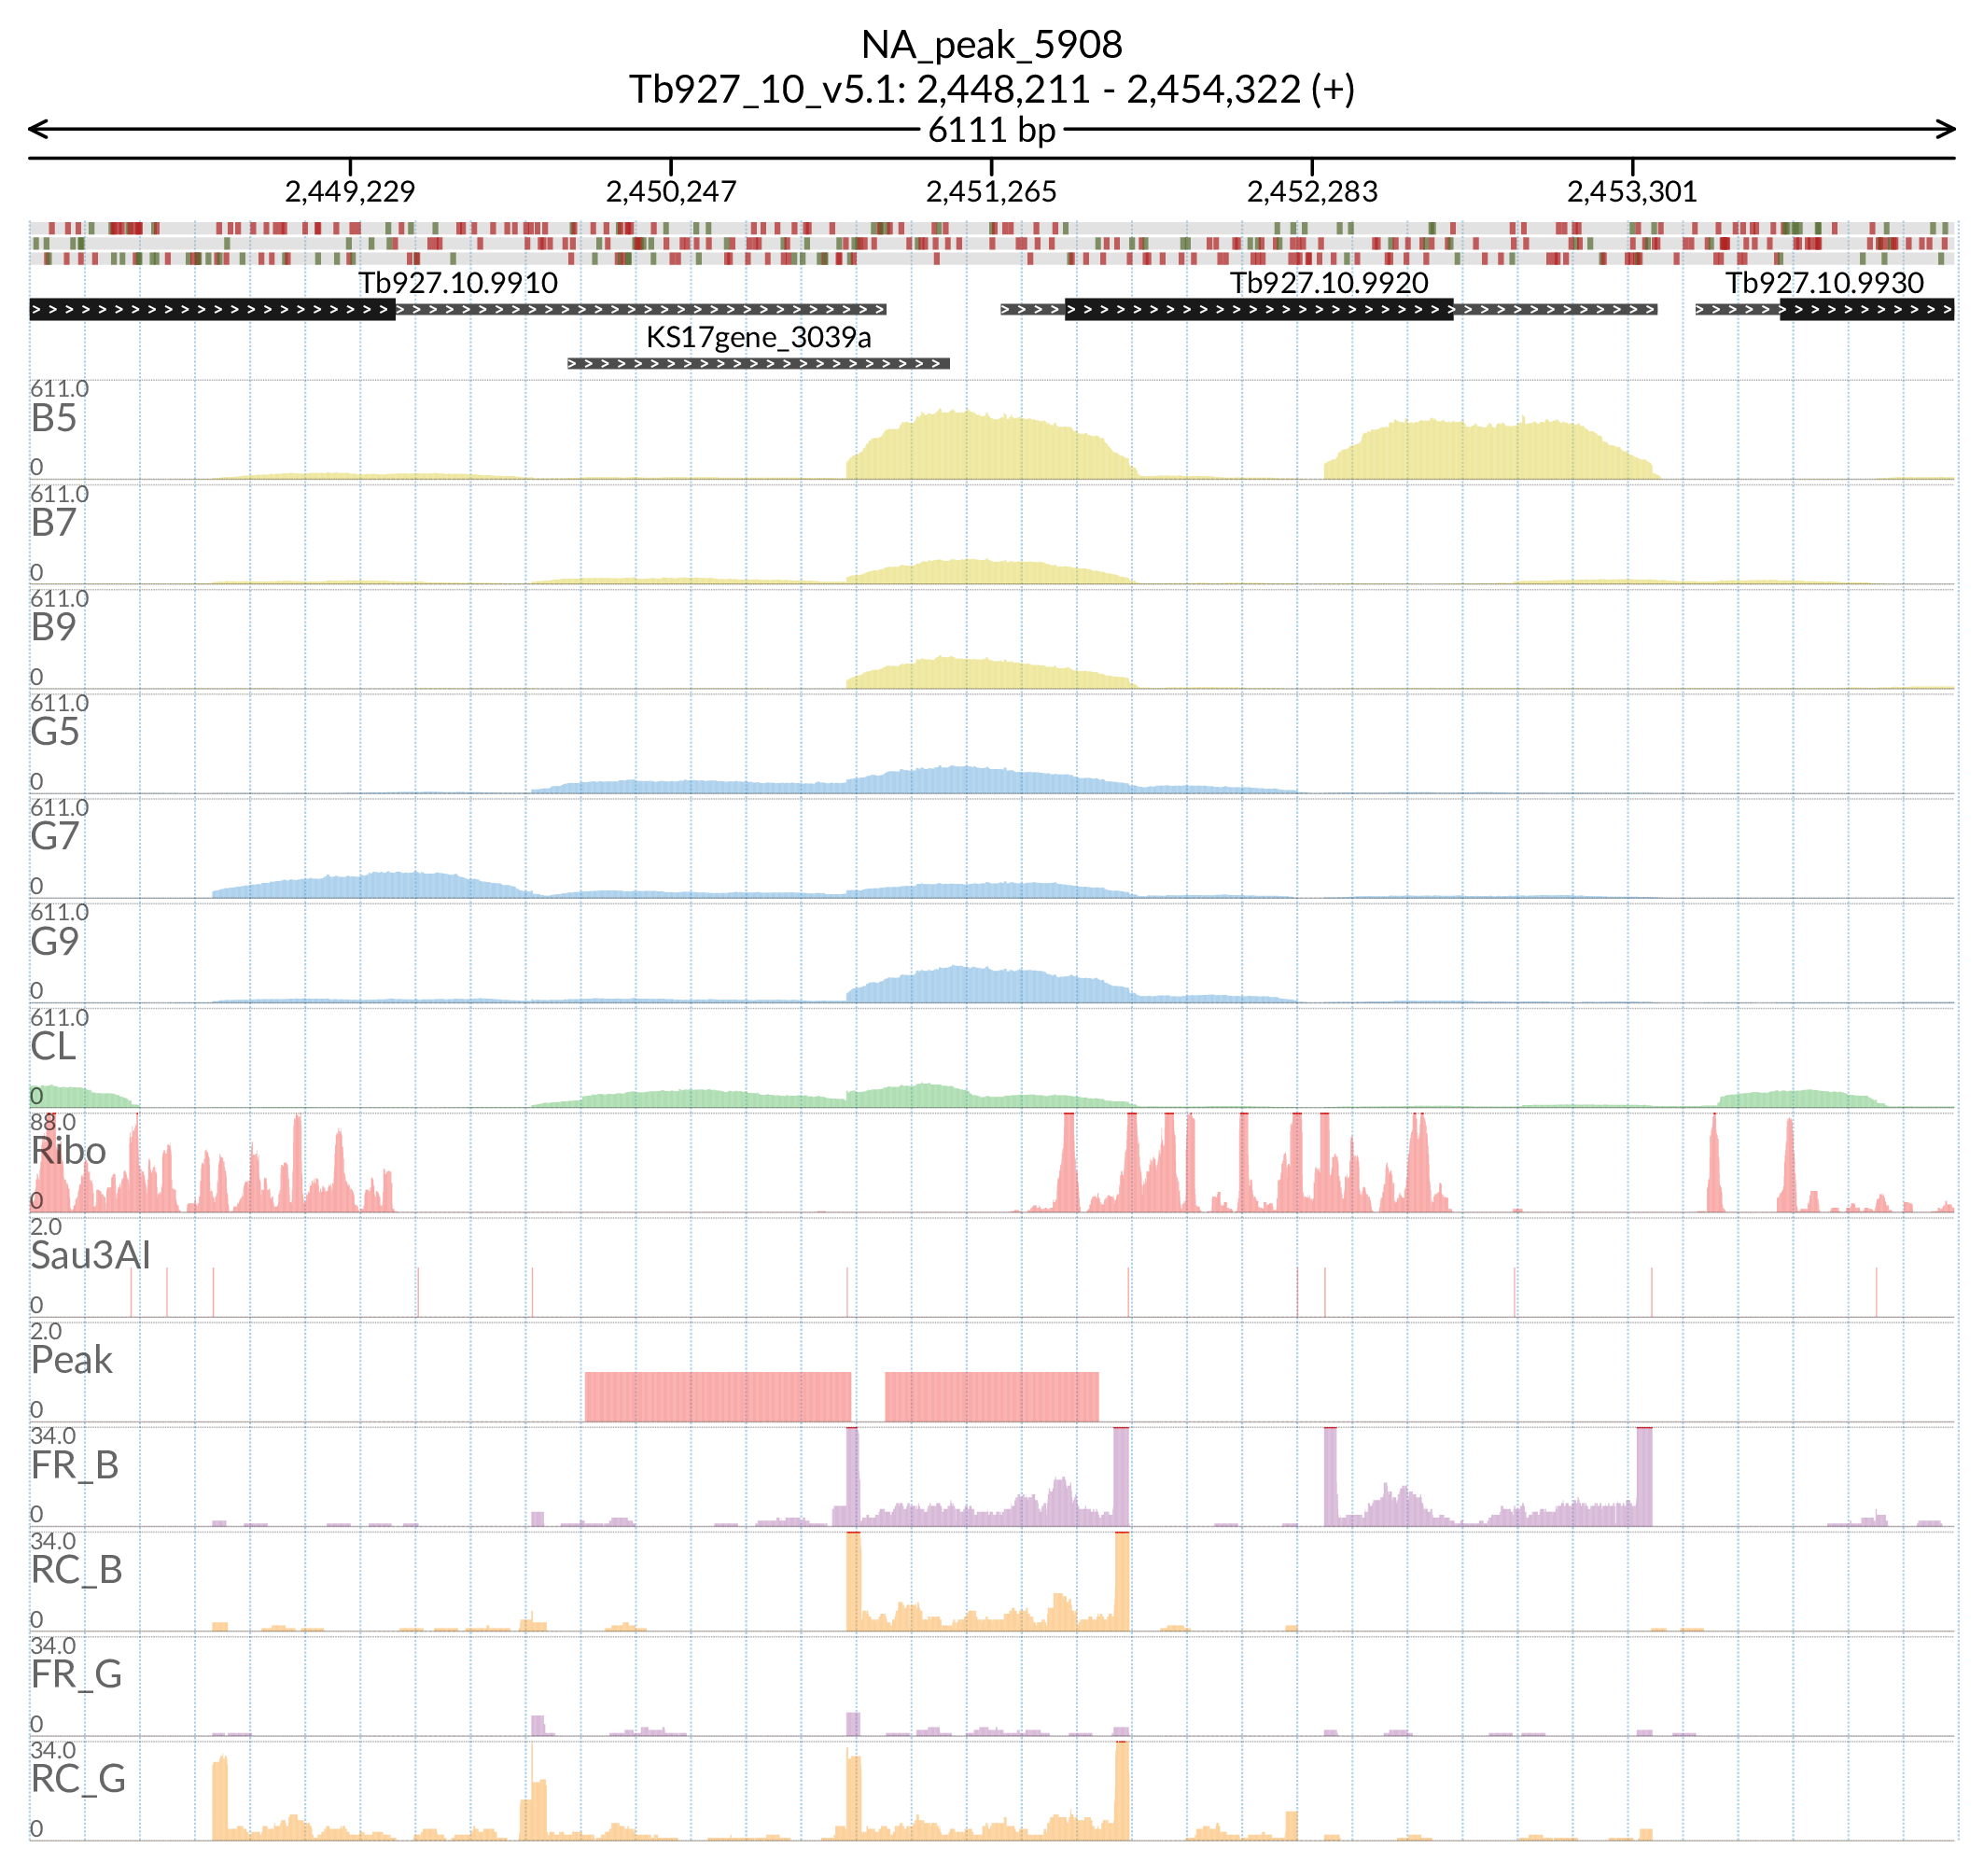 NA_peak_5908
Tb927_10_v5.1: 2,448,211 - 2,454,322 (+)
6111 bp
2,449,229 2,450,247 2,451,265 2,452,283 2,453,301
Tb927.10.9910 Tb927.10.9920 Tb927.10.9930
KS17gene_3039a
611.0
B5
0
611.0
B7
0
611.0
B9
0
611.0
G5
0
611.0
G7
0
611.0
G9
0
611.0
CL
0
88.0
Ribo
0
2.0
Sau3AI
0
2.0
Peak
0
34.0
FR_B
0
34.0
RC_B
0
34.0
FR_G
0
34.0
RC_G
0